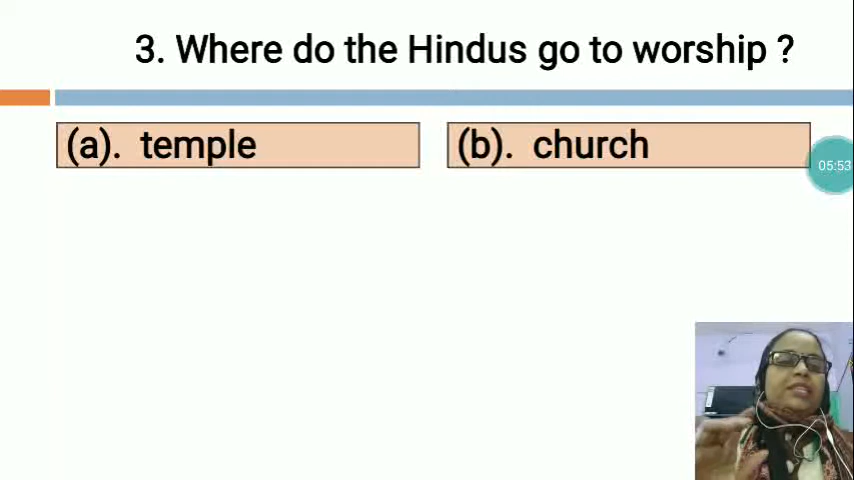 3. Where do the Hindus go to worship ?
(a). temple
(b). church
05:53